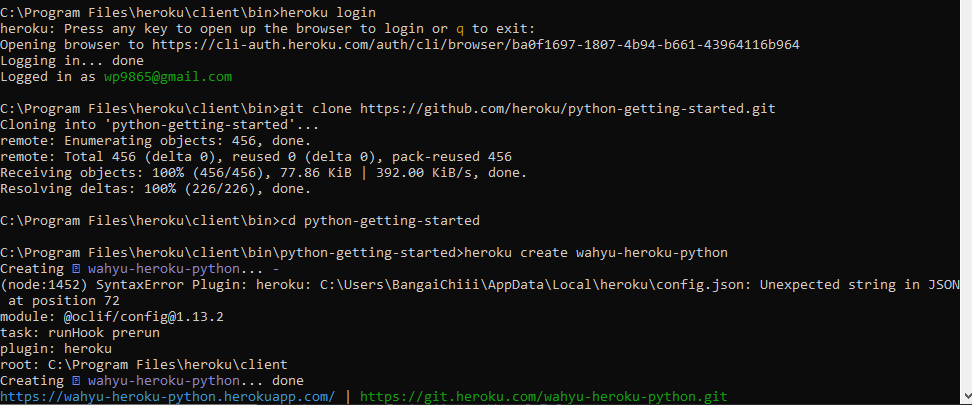 C:\Program Files\heroku\client\bin>heroku login
heroku: Press any key to open up the browser to login or q to exit:
Opening browser to https://cli-auth.heroku.com/auth/cli/browser/ba0f1697-1807-4b94-b661-43964116b964
Logging in... done
Logged in as wp9865@gmail.com
C:\Program Files\heroku\client\bin>git clone https://github.com/heroku/python-getting-started.git
Cloning into 'python-getting-started'...
remote: Enumerating objects: 456, done.
remote: Total 456 (delta 0), reused 0 (delta 0), pack-reused 456
Receiving objects: 100% (456/456), 77.86 KiB | 392.00 KiB/s, done.
Resolving deltas: 100% (226/226), done.
C:\Program Files\heroku\client\bin>cd python-getting-started
C:\Program Files\heroku\client\bin\python-getting-started>heroku create wahyu-heroku-python
Creating ⍰ wahyu-heroku-python... -
(node:1452) SyntaxError Plugin: heroku: C:\Users\BangaiChiii\AppData\Local\heroku\config.json: Unexpected string in JSON
 at position 72
module: @oclif/config@1.13.2
task: runHook prerun
plugin: heroku
root: C:\Program Files\heroku\client
Creating ⍰ wahyu-heroku-python... done
https://wahyu-heroku-python.herokuapp.com/ | https://git.heroku.com/wahyu-heroku-python.git